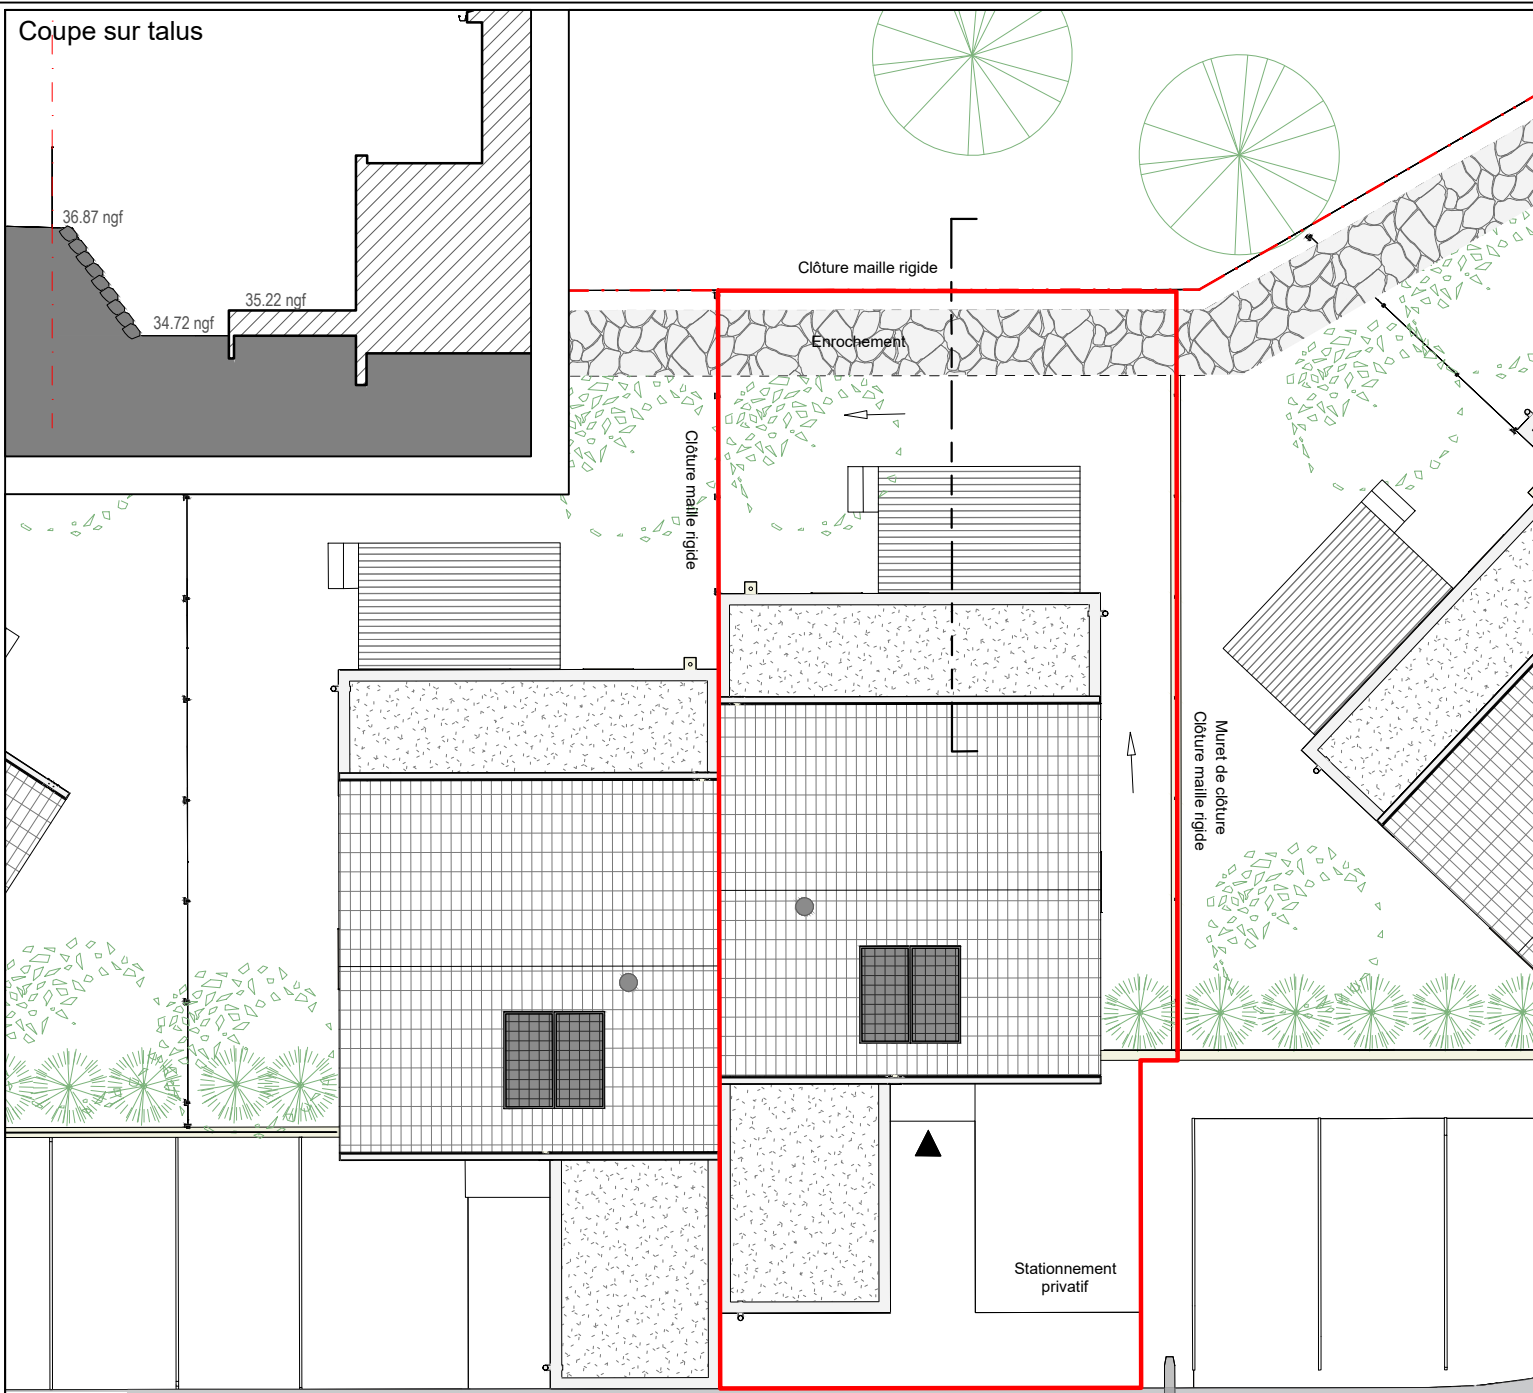 Coupe sur talus
36.87 ngf
35.22 ngf
34.72 ngf
Clôture maille rigide
Enrochement
Clôture maille rigide
Muret de clôture
Clôture maille rigide
Stationnement
privatif